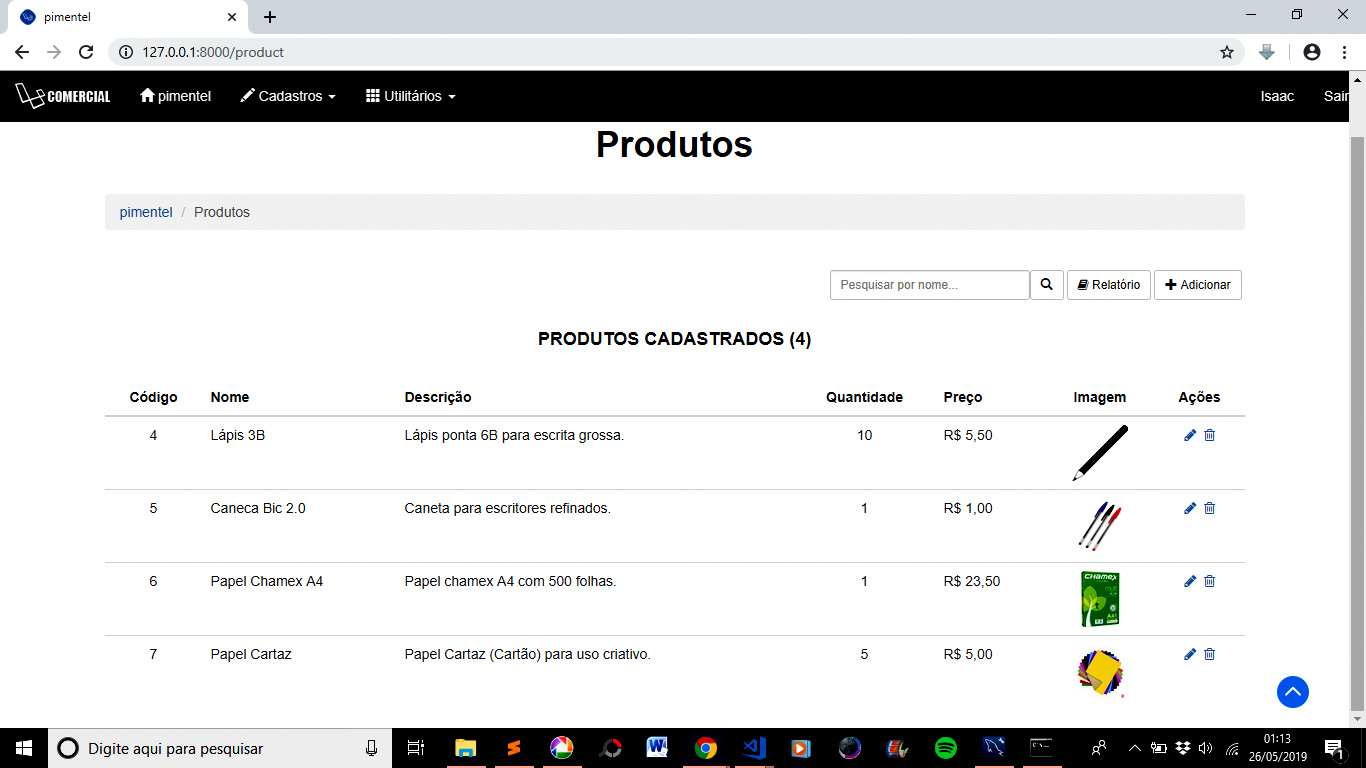 pimentel
127.0.0.1:8000/product
COMERCIAL pimentel Cadastros Utilitários Isaac Sair
Produtos
pimentel / Produtos
Pesquisar por nome... Relatório Adicionar
PRODUTOS CADASTRADOS (4)
Código Nome Descrição Quantidade Preço Imagem Ações
4 Lápis 3B Lápis ponta 6B para escrita grossa. 10 R$ 5,50
5 Caneca Bic 2.0 Caneta para escritores refinados. 1 R$ 1,00
6 Papel Chamex A4 Papel chamex A4 com 500 folhas. 1 R$ 23,50
CHamex
A4
7 Papel Cartaz Papel Cartaz (Cartão) para uso criativo. 5 R$ 5,00
Digite aqui para pesquisar
01:13
26/05/2019
1